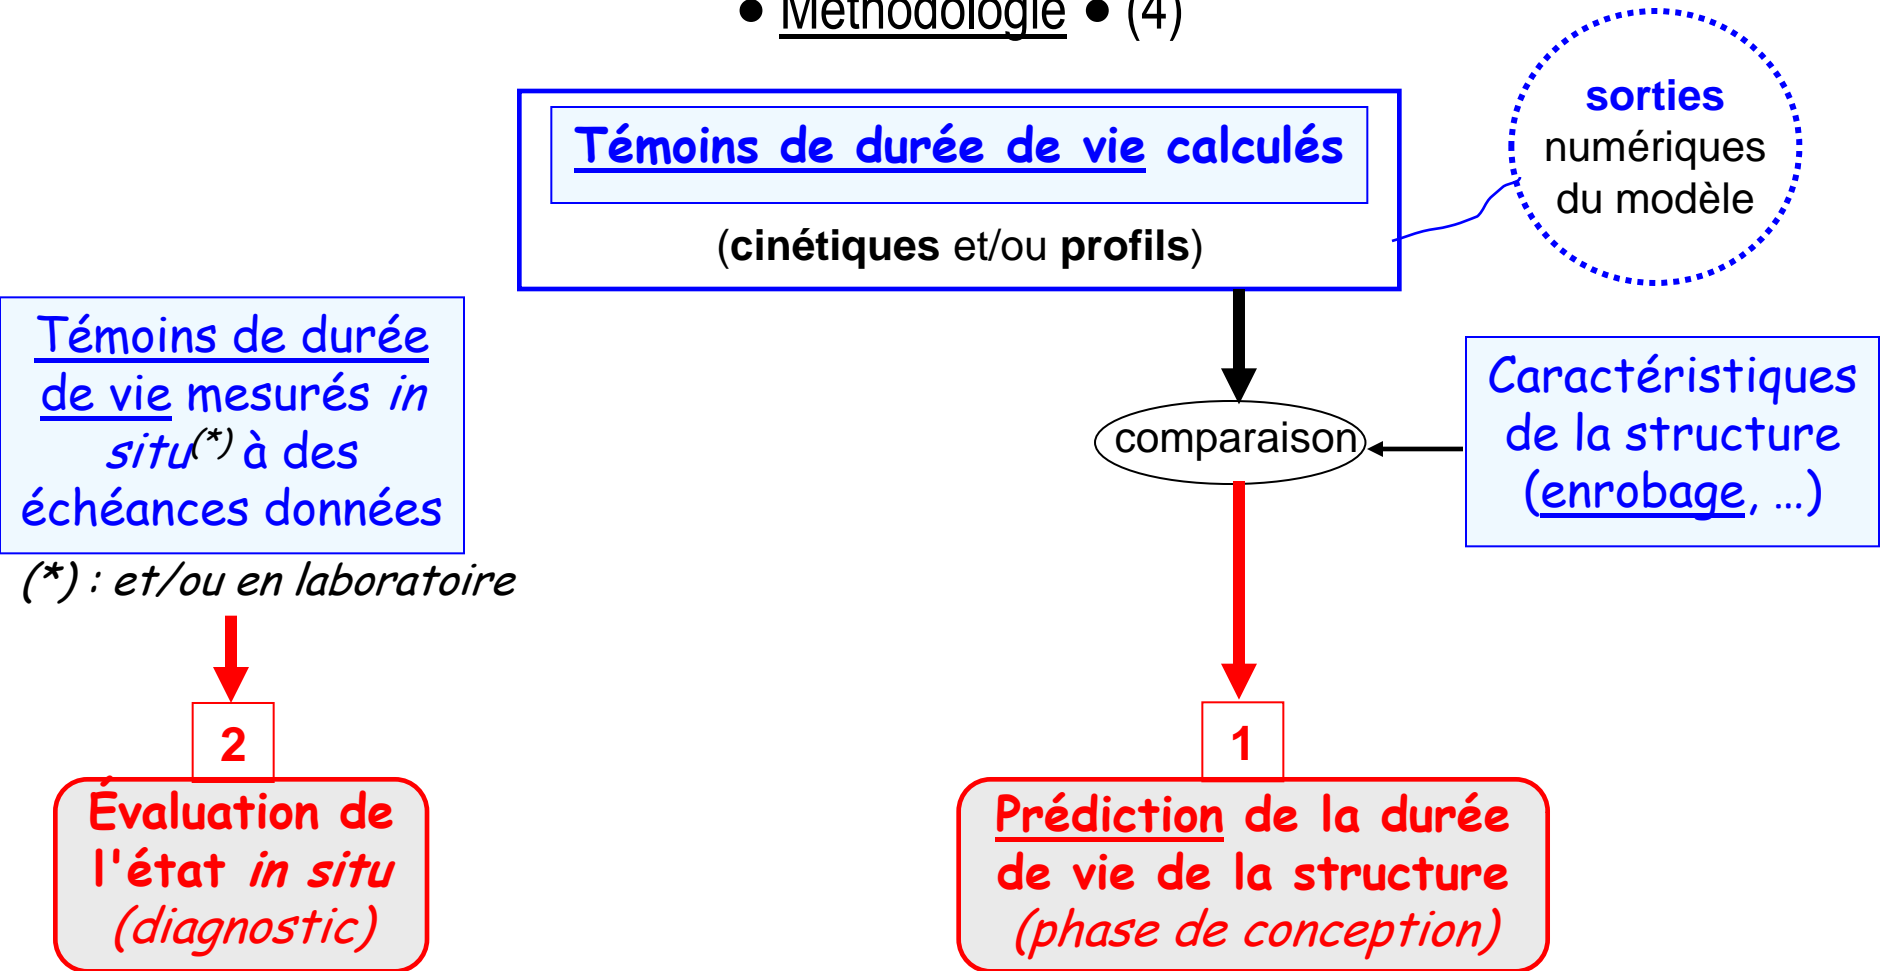 ● Méthodologie ● (4)
sorties
numériques
du modèle
Témoins de durée de vie calculés
(cinétiques et/ou profils)
Témoins de durée
de vie mesurés in
situ(*) à des
échéances données
(*) : et/ou en laboratoire
comparaison
Caractéristiques
de la structure
(enrobage, ...)
2
Évaluation de
l'état in situ
(diagnostic)
1
Prédiction de la durée
de vie de la structure
(phase de conception)